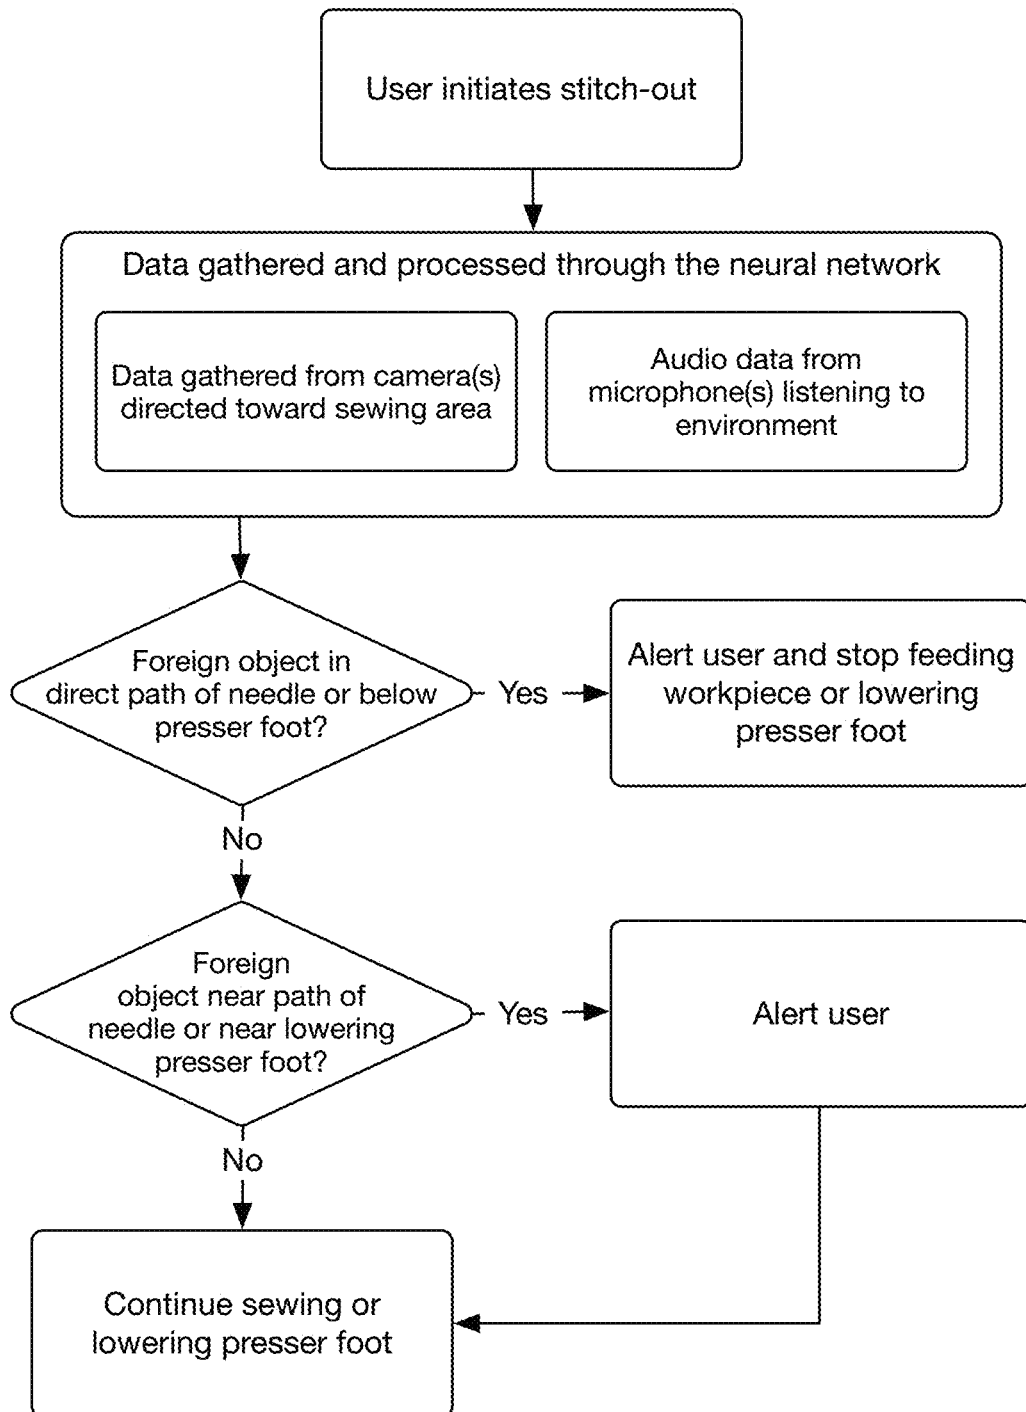 User initiates stitch-out
Data gathered and processed through the neural network
Data gathered from camera(s)
directed toward sewing area
Audio data from
microphone(s) listening to
environment
Foreign object in
direct path of needle or below
presser foot?
Yes
Alert user and stop feeding
workpiece or lowering
presser foot
No
Foreign
object near path of
needle or near lowering
presser foot?
Yes
Alert user
No
Continue sewing or
lowering presser foot